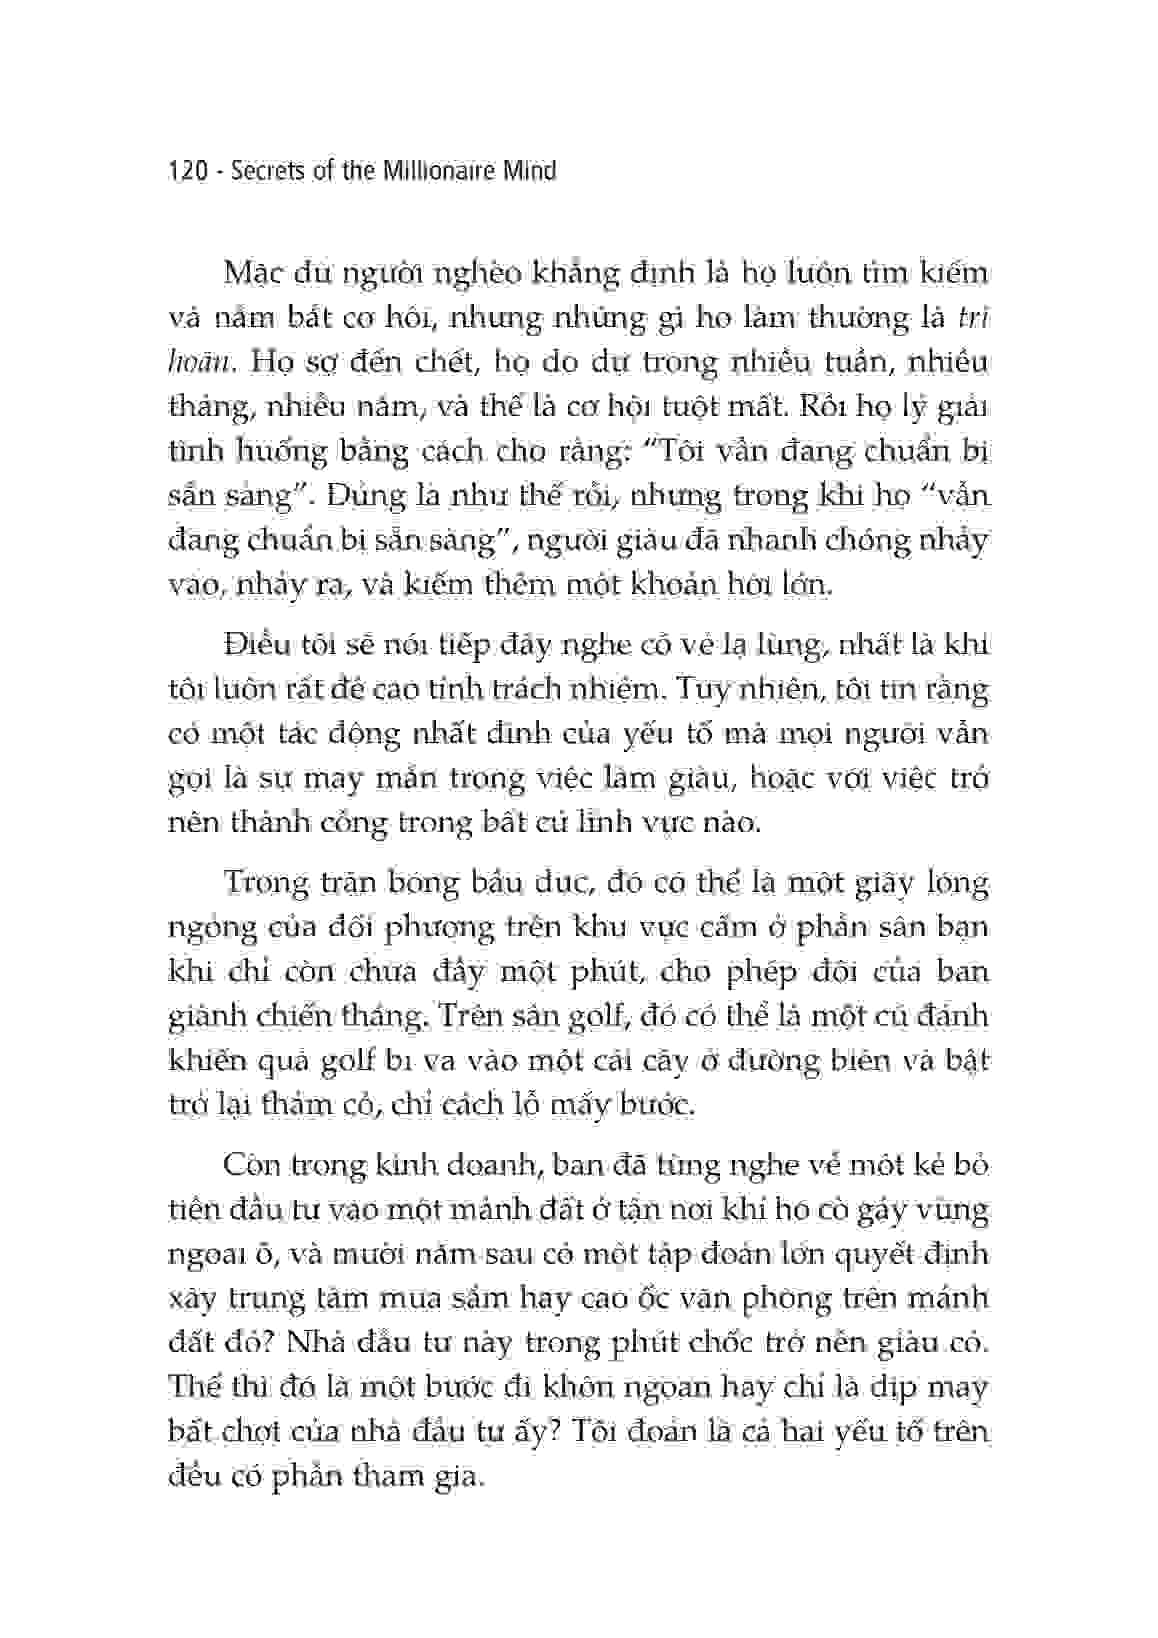 120 - Secrets of the Millionaire Mind
Mặc dù người nghèo khẳng định là họ luôn tìm kiếm
và nắm bắt cơ hội, nhưng những gì họ làm thường là trì
hoãn. Họ sợ đến chết, họ do dự trong nhiều tuần, nhiều
tháng, nhiều năm, và thế là cơ hội tuột mất. Rồi họ lý giải
tình huống bằng cách cho rằng: “Tôi vẫn đang chuẩn bị
sẵn sàng”. Đúng là như thế rồi, nhưng trong khi họ “vẫn
đang chuẩn bị sẵn sàng”, người giàu đã nhanh chóng nhảy
vào, nhảy ra, và kiếm thêm một khoản hời lớn.
Điều tôi sẽ nói tiếp đây nghe có vẻ lạ lùng, nhất là khi
tôi luôn rất đề cao tính trách nhiệm. Tuy nhiên, tôi tin rằng
có một tác động nhất định của yếu tố mà mọi người vẫn
gọi là sự may mắn trong việc làm giàu, hoặc với việc trở
nên thành công trong bất cứ lĩnh vực nào.
Trong trận bóng bầu dục, đó có thể là một giây lóng
ngóng của đối phương trên khu vực cấm ở phần sân bạn
khi chỉ còn chưa đầy một phút, cho phép đội của bạn
giành chiến thắng. Trên sân golf, đó có thể là một cú đánh
khiến quả golf bị va vào một cái cây ở đường biên và bật
trở lại thảm cỏ, chỉ cách lỗ mấy bước.
Còn trong kinh doanh, bạn đã từng nghe về một kẻ bỏ
tiền đầu tư vào một mảnh đất ở tận nơi khỉ ho cò gáy vùng
ngoại ô, và mười năm sau có một tập đoàn lớn quyết định
xây trung tâm mua sắm hay cao ốc văn phòng trên mảnh
đất đó? Nhà đầu tư này trong phút chốc trở nên giàu có.
Thế thì đó là một bước đi khôn ngoan hay chỉ là dịp may
bất chợt của nhà đầu tư ấy? Tôi đoán là cả hai yếu tố trên
đều có phần tham gia.